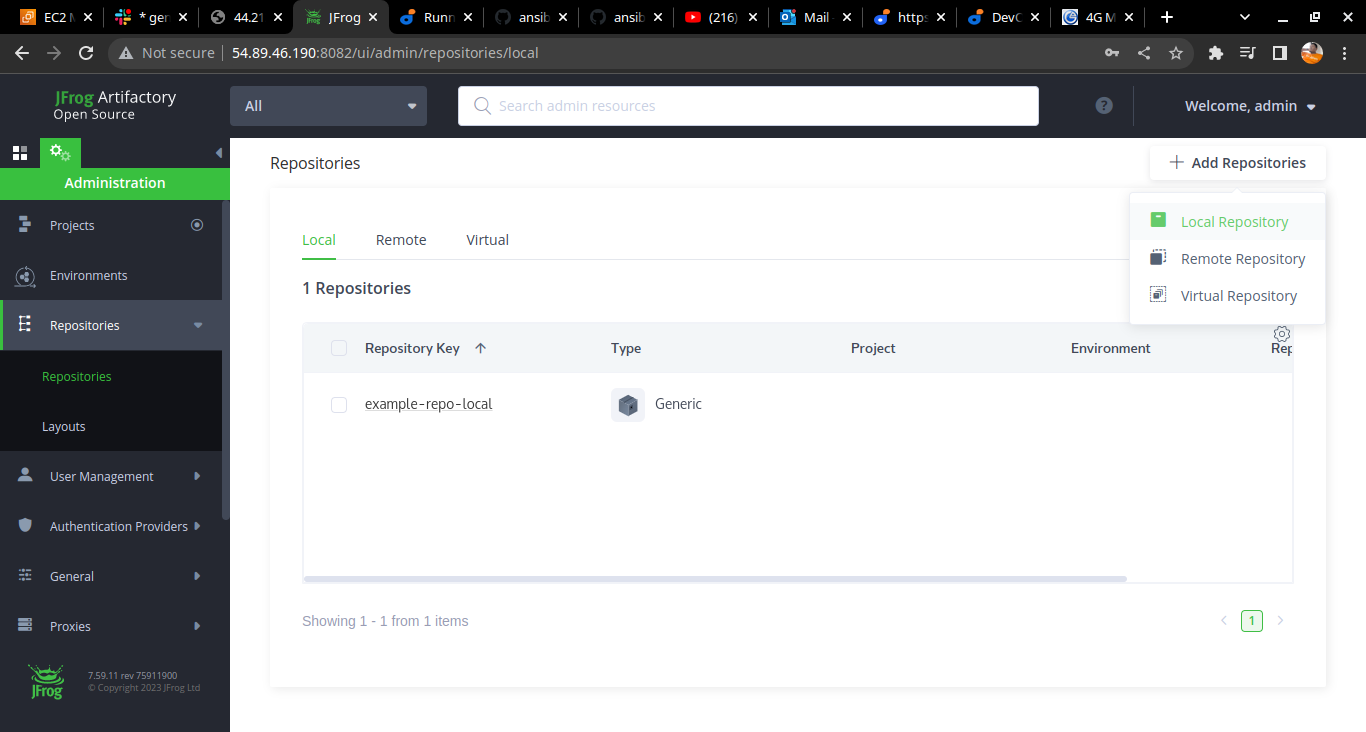 EC2 M
* gen
44.21
JFrog
Runn
ansib
ansib
(216)
Mail
https
DevO
4G M
Not secure
54.89.46.190:8082/ui/admin/repositories/local
JFrog Artifactory
Open Source
All
Search admin resources
?
Welcome, admin
Administration
Projects
Environments
Repositories
Repositories
Layouts
User Management
Authentication Providers
General
Proxies
JFrog
7.59.11 rev 75911900
© Copyright 2023 JFrog Ltd
Repositories
Add Repositories
Local Repository
Remote Repository
Virtual Repository
Local
Remote
Virtual
1 Repositories
Repository Key
Type
Project
Environment
Rep
example-repo-local
Generic
Showing 1 - 1 from 1 items
1